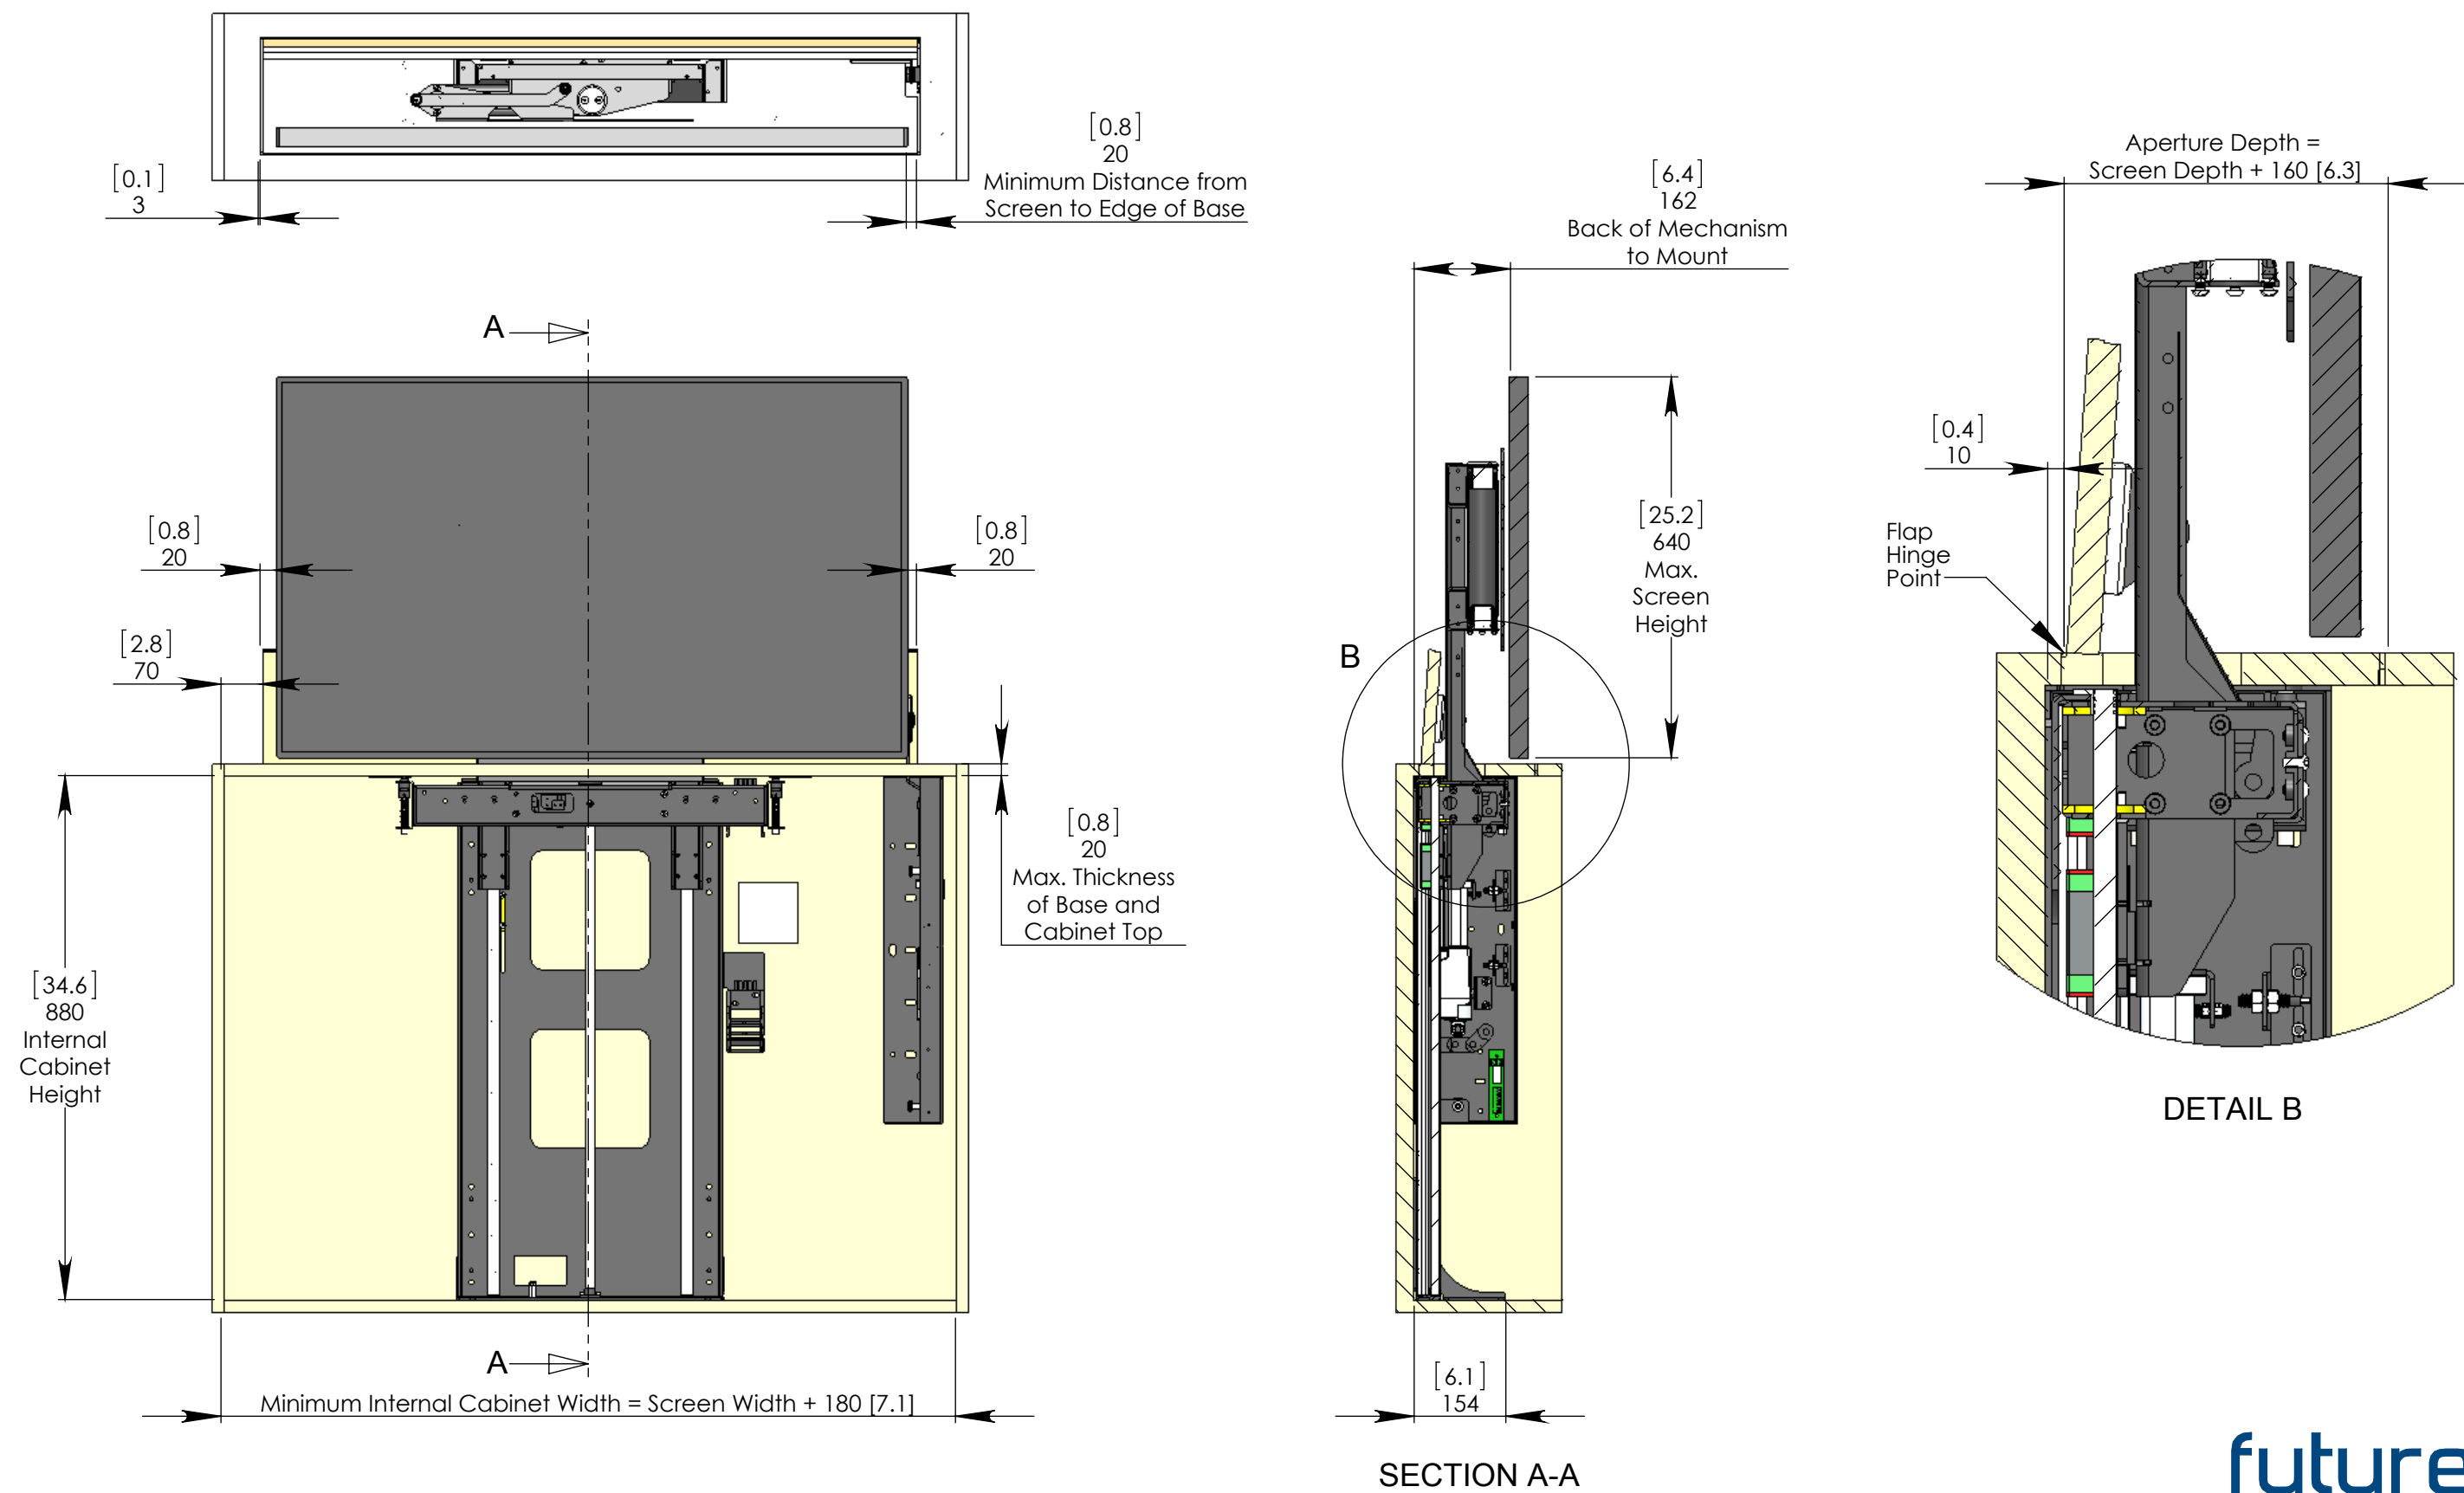 [0.1]
3
[0.8]
20
Minimum Distance from
Screen to Edge of Base
[6.4]
162
Back of Mechanism
to Mount
Aperture Depth =
Screen Depth + 160 [6.3]
A
[0.8]
20
[0.8]
20
[2.8]
70
[0.8]
20
Max. Thickness
of Base and
Cabinet Top
[34.6]
880
Internal
Cabinet
Height
A
Minimum Internal Cabinet Width = Screen Width + 180 [7.1]
B
[25.2]
640
Max.
Screen
Height
[6.1]
154
SECTION A-A
[0.4]
10
Flap
Hinge
Point
DETAIL B
future